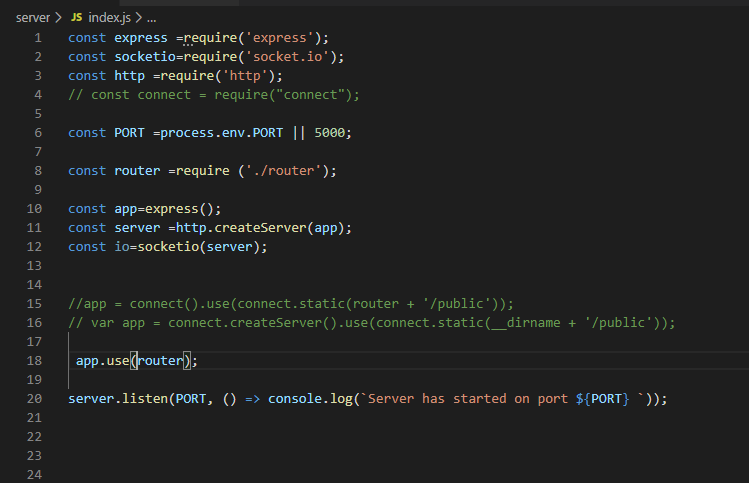 server > JS index.js > ...
1 const express =require('express');
2 const socketio=require('socket.io');
3 const http =require('http');
4 // const connect = require("connect");
5
6 const PORT =process.env.PORT || 5000;
7
8 const router =require ('./router');
9
10 const app=express();
11 const server =http.createServer(app);
12 const io=socketio(server);
13
14
15 //app = connect().use(connect.static(router + '/public'));
16 // var app = connect.createServer().use(connect.static(__dirname + '/public'));
17
18 app.use(router);
19
20 server.listen(PORT, () => console.log(`Server has started on port ${PORT} `));
21
22
23
24